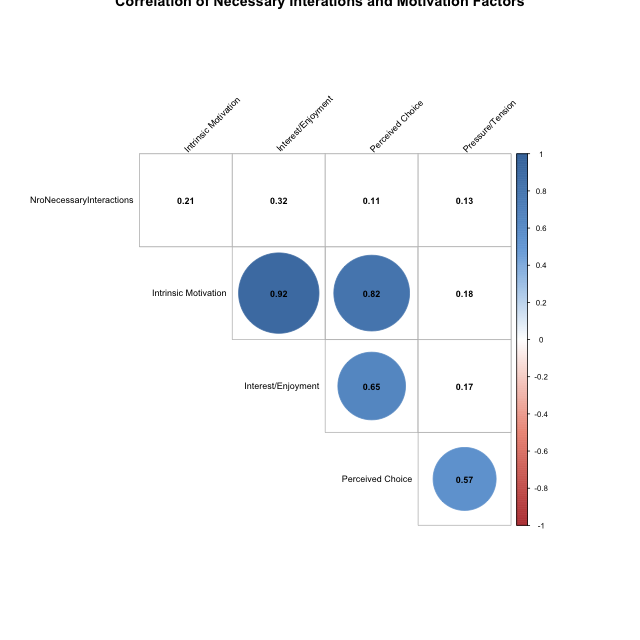 Correlation of Necessary Interations and Motivation Factors
Intrinsic Motivation
Interest/Enjoyment
Perceived Choice
Pressure/Tension
NroNecessaryInteractions
0.21
0.32
0.11
0.13
Intrinsic Motivation
0.92
0.82
0.18
Interest/Enjoyment
0.65
0.17
Perceived Choice
0.57
1
0.8
0.6
0.4
0.2
0
-0.2
-0.4
-0.6
-0.8
-1